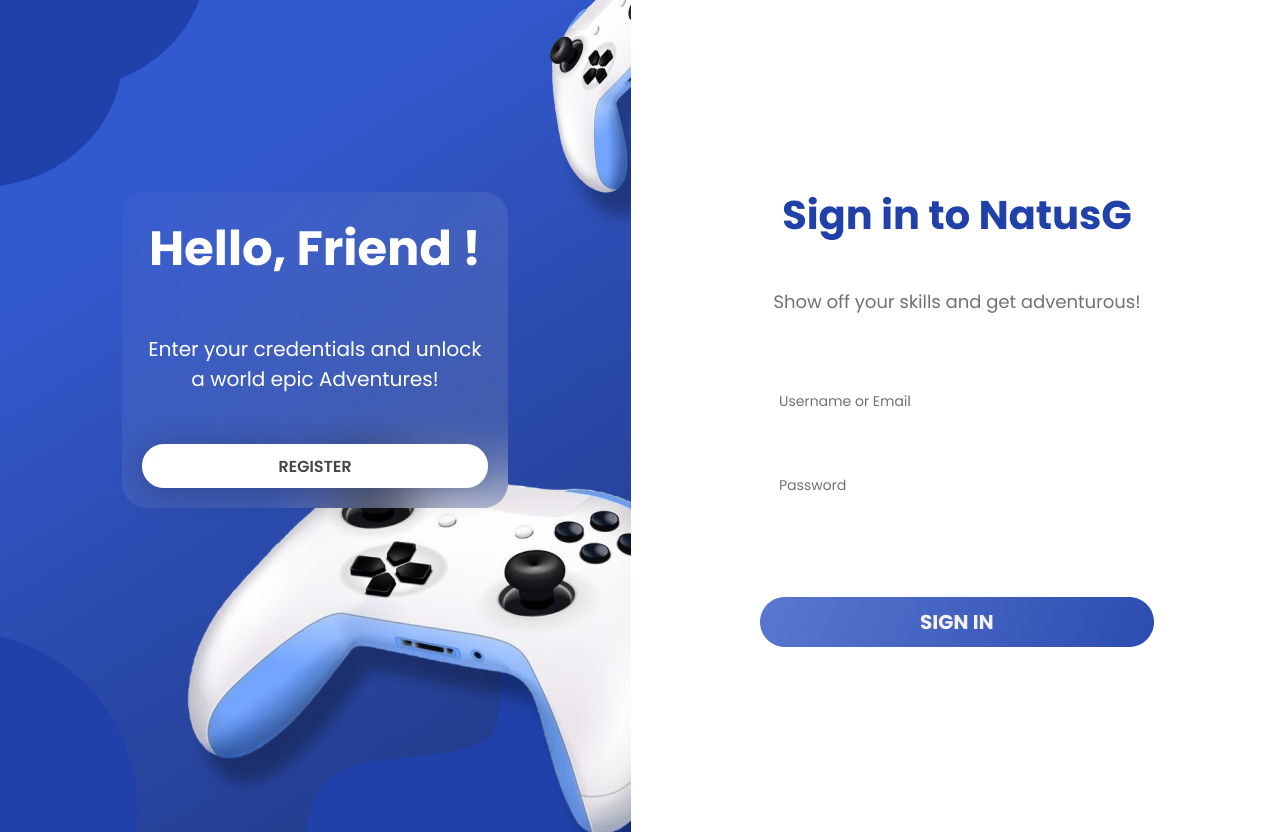 Hello, Friend !
Enter your credentials and unlock
a world epic Adventures!
REGISTER
Sign in to NatusG
Show off your skills and get adventurous!
Username or Email
Password
SIGN IN